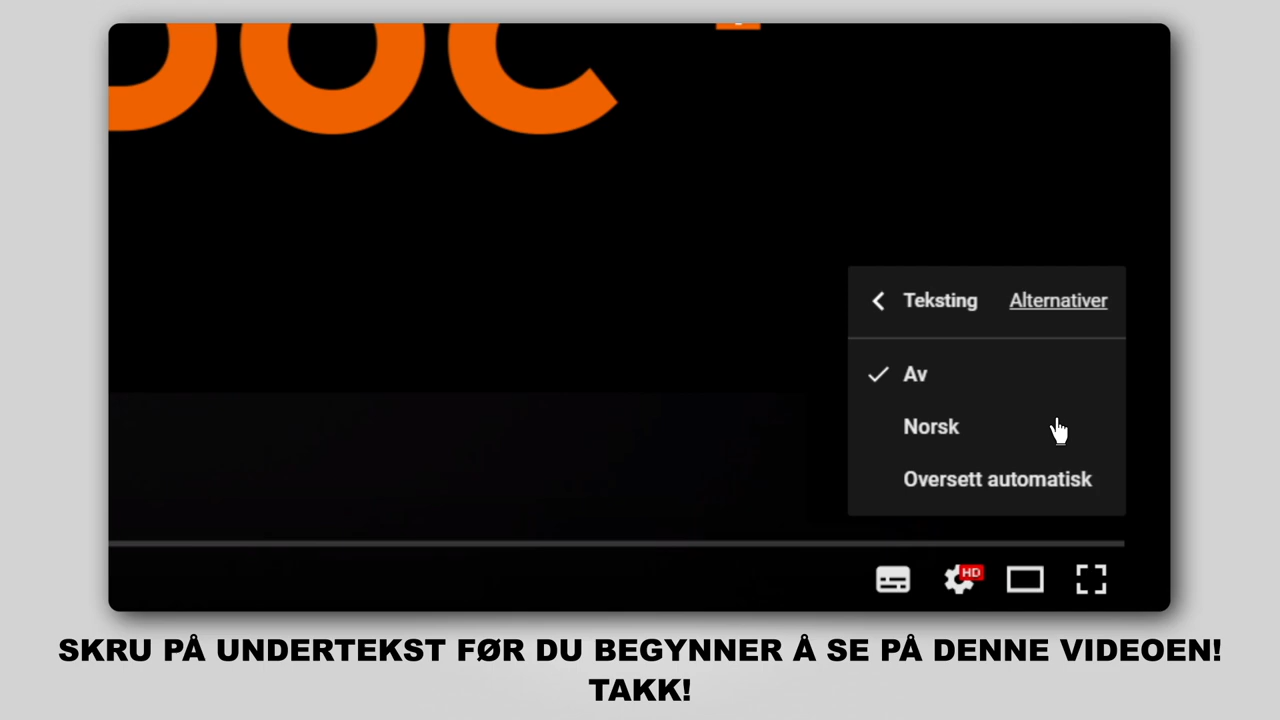 Teksting Alternativer
Av
Norsk
Oversett automatisk
HD
SKRU PÅ UNDERTEKST FØR DU BEGYNNER Å SE PÅ DENNE VIDEOEN!
TAKK!